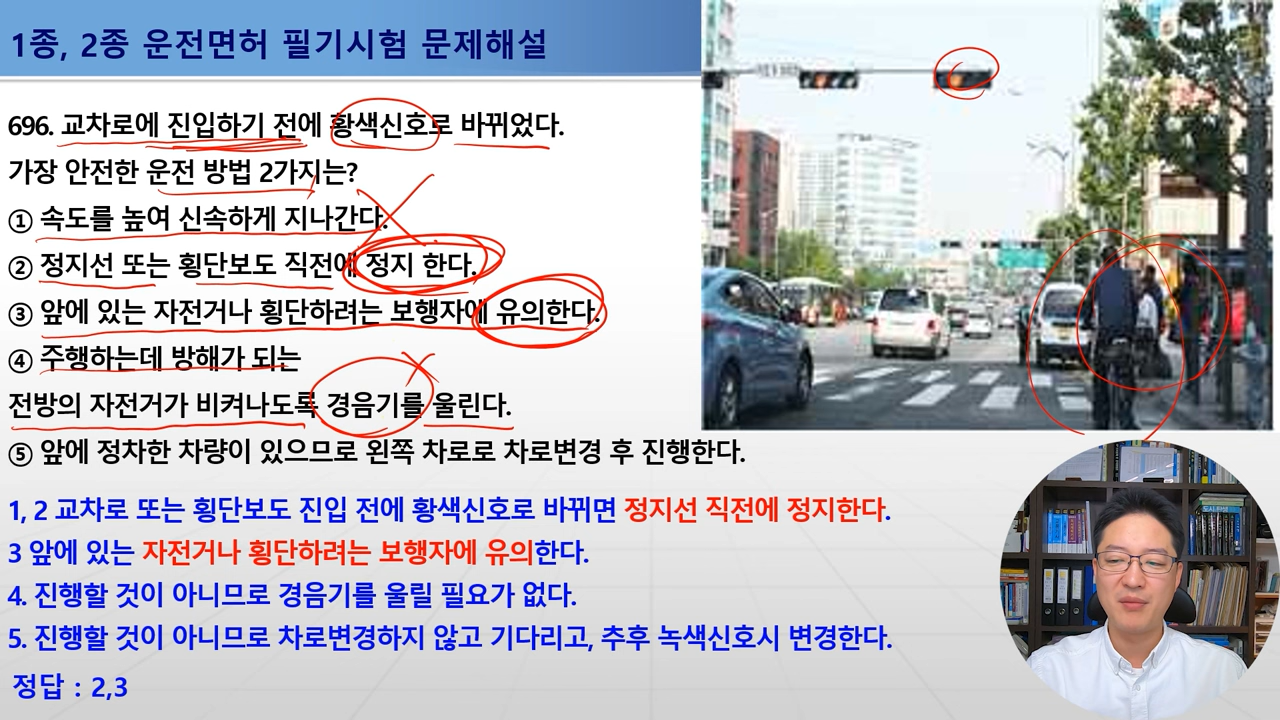 1종, 2종 운전면허 필기시험 문제해설
696. 교차로에 진입하기 전에 황색신호로 바뀌었다.
가장 안전한 운전 방법 2가지는?
① 속도를 높여 신속하게 지나간다.
② 정지선 또는 횡단보도 직전에 정지 한다.
③ 앞에 있는 자전거나 횡단하려는 보행자에 유의한다.
④ 주행하는데 방해가 되는
전방의 자전거가 비켜나도록 경음기를 울린다.
⑤ 앞에 정차한 차량이 있으므로 왼쪽 차로로 차로변경 후 진행한다.
1, 2 교차로 또는 횡단보도 진입 전에 황색신호로 바뀌면 정지선 직전에 정지한다.
3 앞에 있는 자전거나 횡단하려는 보행자에 유의한다.
4. 진행할 것이 아니므로 경음기를 울릴 필요가 없다.
5. 진행할 것이 아니므로 차로변경하지 않고 기다리고, 추후 녹색신호시 변경한다.
정답 : 2,3